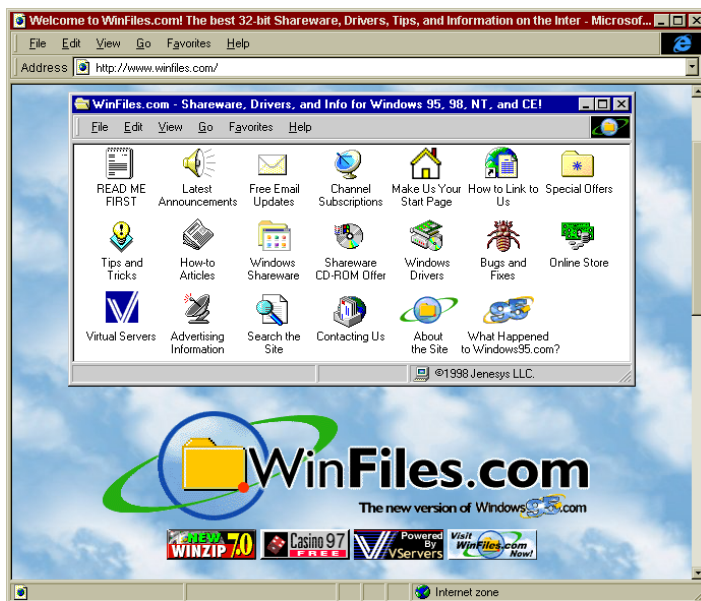 Welcome to WinFiles.com! The best 32-bit Shareware, Drivers, Tips, and Information on the Inter - Microsof...
File Edit View Go Favorites Help
Address http://www.winfiles.com/
WinFiles.com - Shareware, Drivers, and Info for Windows 95, 98, NT, and CE!
File Edit View Go Favorites Help
READ ME FIRST
Latest Announcements
Free Email Updates
Channel Subscriptions
Make Us Your Start Page
How to Link to Us
Special Offers
Tips and Tricks
How-to Articles
Windows Shareware
Shareware CD-ROM Offer
Windows Drivers
Bugs and Fixes
Online Store
Virtual Servers
Advertising Information
Search the Site
Contacting Us
About the Site
What Happened to Windows95.com?
©1998 Jenesys LLC.
WinFiles.com
The new version of Windows95.com
NEW WINZIP 7.0
Casino 97 FREE
Powered By VServers
Visit WinFiles.com Now!
Internet zone